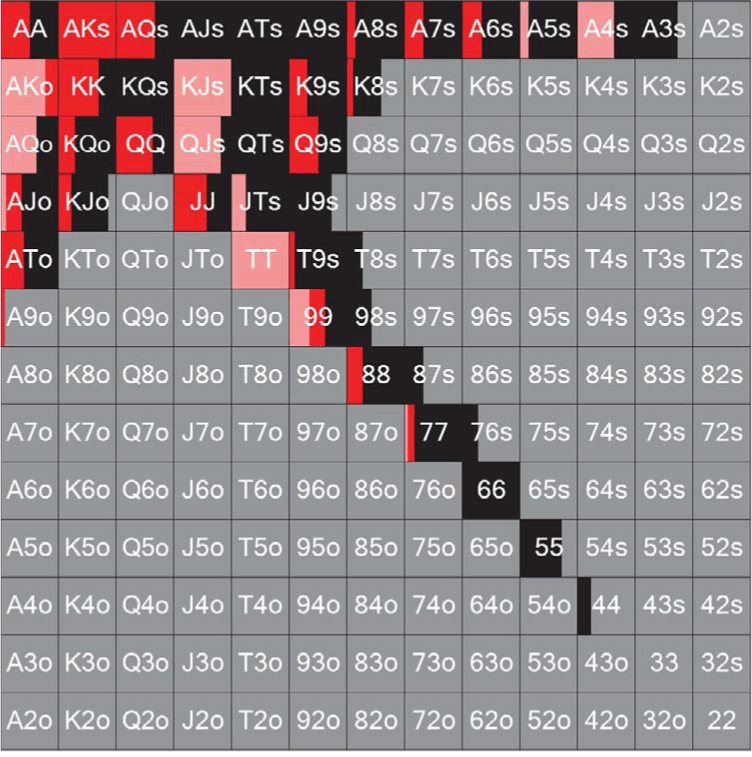 AA AKs AQs AJs ATs A9s A8s A7s A6s A5s A4s A3s A2s
AKo KK KQs KJs KTs K9s K8s K7s K6s K5s K4s K3s K2s
AQo KQo QQ QJs QTs Q9s Q8s Q7s Q6s Q5s Q4s Q3s Q2s
AJo KJo QJo JJ JTs J9s J8s J7s J6s J5s J4s J3s J2s
ATo KTo QTo JTo TT T9s T8s T7s T6s T5s T4s T3s T2s
A9o K9o Q9o J9o T9o 99 98s 97s 96s 95s 94s 93s 92s
A8o K8o Q8o J8o T8o 98o 88 87s 86s 85s 84s 83s 82s
A7o K7o Q7o J7o T7o 97o 87o 77 76s 75s 74s 73s 72s
A6o K6o Q6o J6o T6o 96o 86o 76o 66 65s 64s 63s 62s
A5o K5o Q5o J5o T5o 95o 85o 75o 65o 55 54s 53s 52s
A4o K4o Q4o J4o T4o 94o 84o 74o 64o 54o 44 43s 42s
A3o K3o Q3o J3o T3o 93o 83o 73o 63o 53o 43o 33 32s
A2o K2o Q2o J2o T2o 92o 82o 72o 62o 52o 42o 32o 22